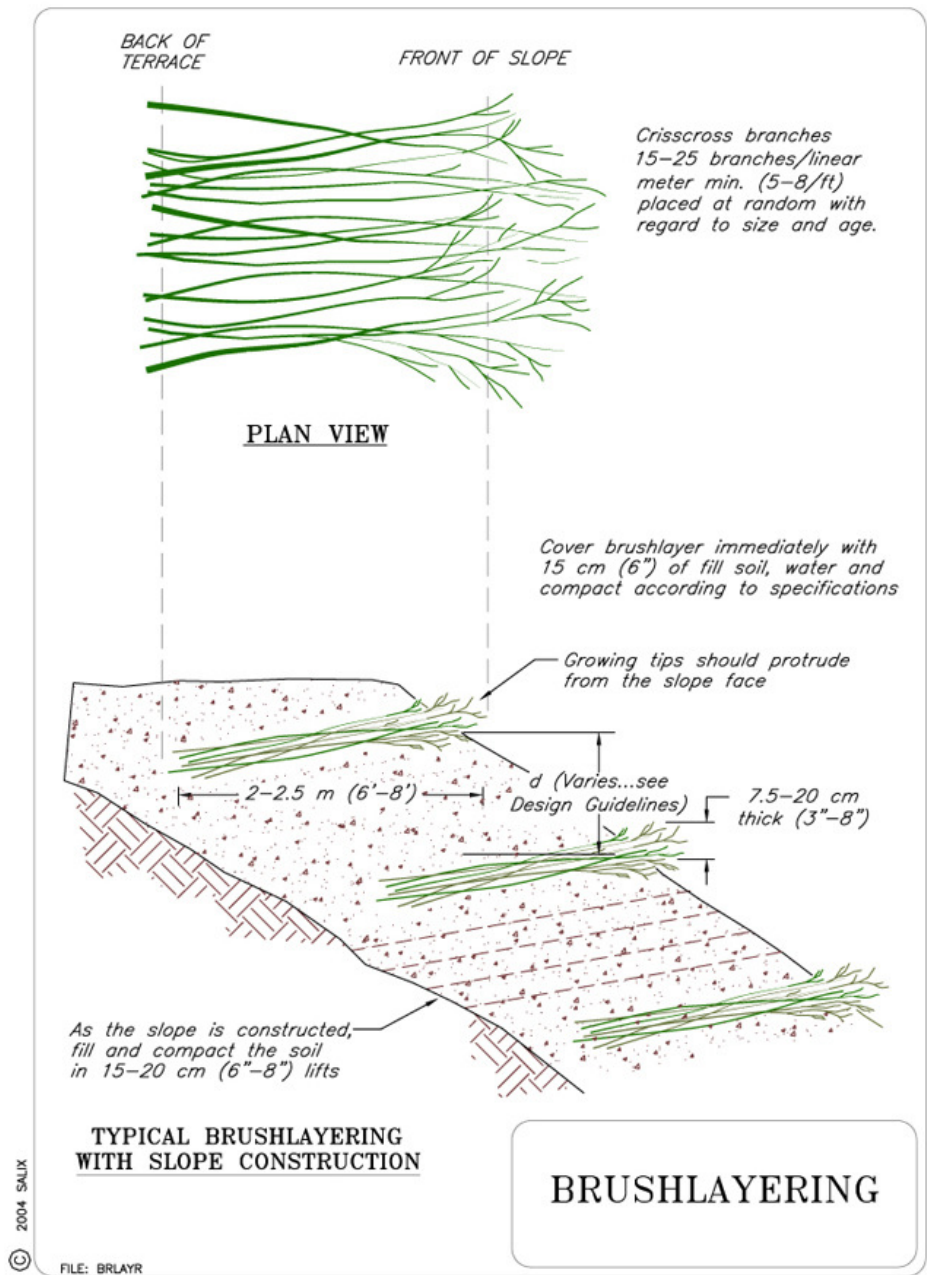 BACK OF
TERRACE
FRONT OF SLOPE
Crisscross branches
15-25 branches/linear
meter min. (5-8/ft)
placed at random with
regard to size and age.
PLAN VIEW
Cover brushlayer immediately with
15 cm (6") of fill soil, water and
compact according to specifications
Growing tips should protrude
from the slope face
2-2.5 m (6'-8')
d (Varies...see
Design Guidelines)
7.5-20 cm
thick (3"-8")
As the slope is constructed,
fill and compact the soil
in 15-20 cm (6"-8") lifts
TYPICAL BRUSHLAYERING
WITH SLOPE CONSTRUCTION
BRUSHLAYERING
© 2004 SALIX
FILE: BRLAYR